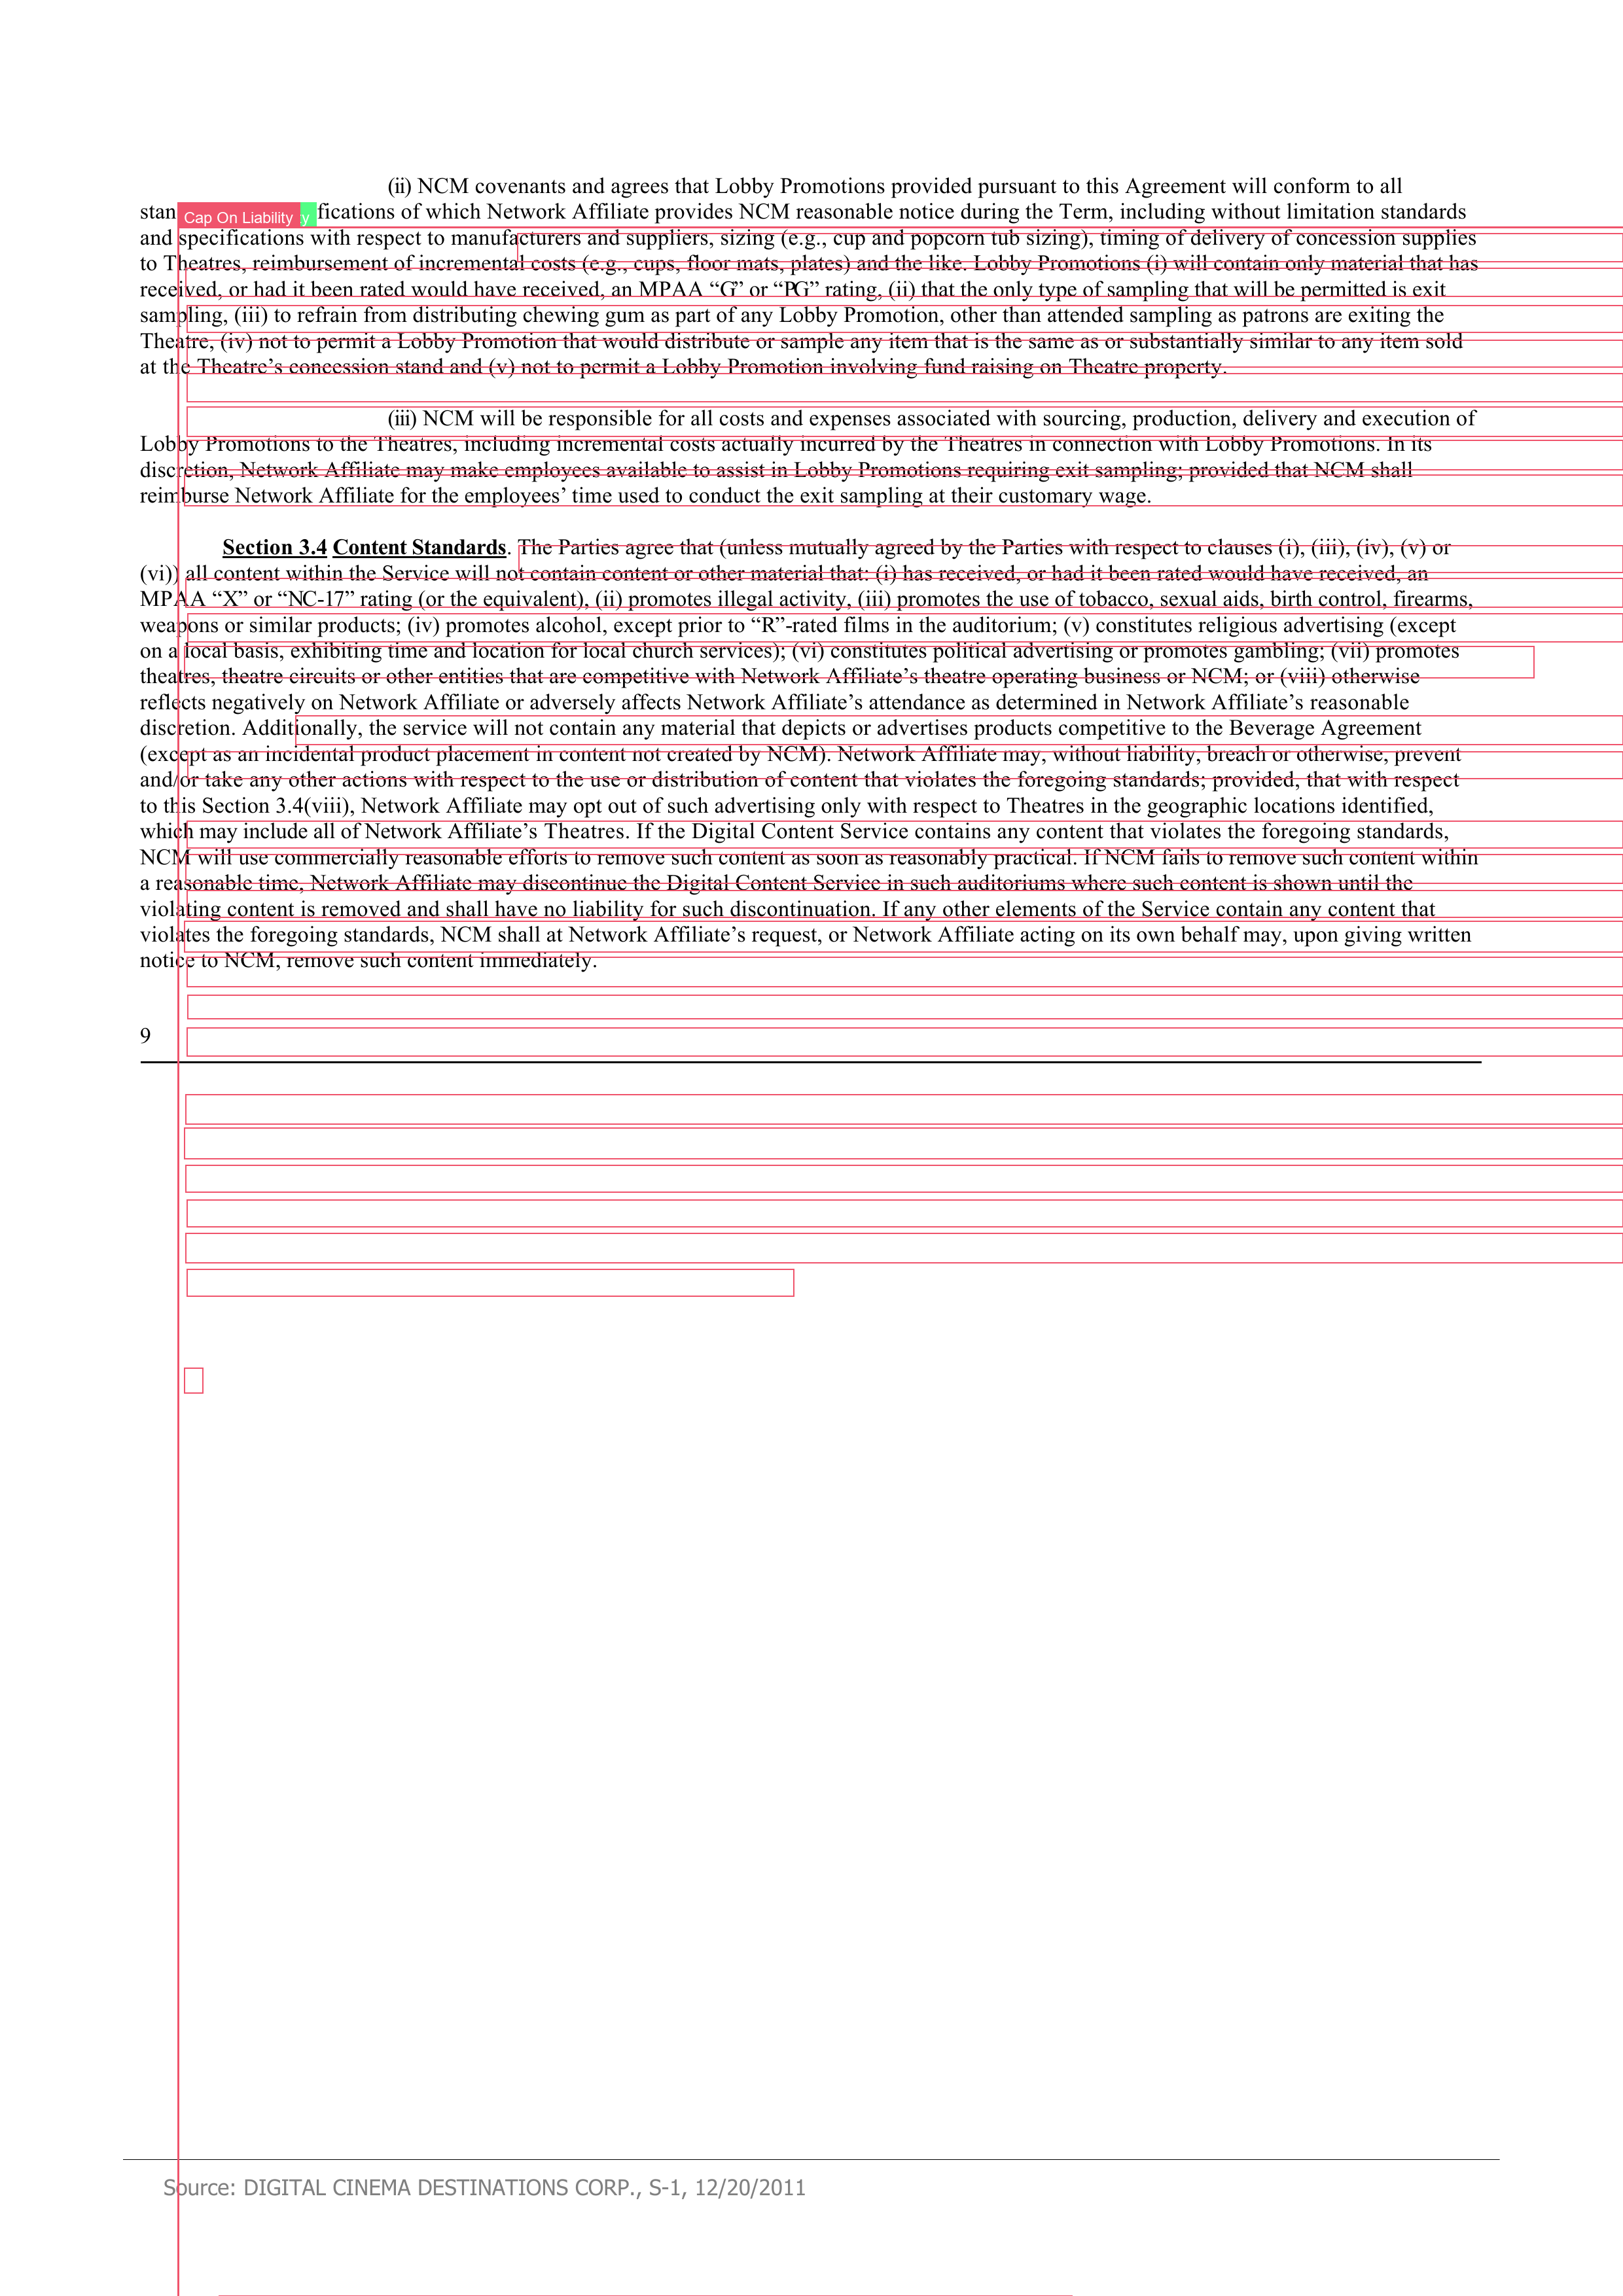 (ii) NCM covenants and agrees that Lobby Promotions provided pursuant to this Agreement will conform to all
stan Cap On Liability y fications of which Network Affiliate provides NCM reasonable notice during the Term, including without limitation standards
and specifications with respect to manufacturers and suppliers, sizing (e.g., cup and popcorn tub sizing), timing of delivery of concession supplies
to Theatres, reimbursement of incremental costs (e.g., cups, floor mats, plates) and the like. Lobby Promotions (i) will contain only material that has
received, or had it been rated would have received, an MPAA “G” or “PG” rating, (ii) that the only type of sampling that will be permitted is exit
sampling, (iii) to refrain from distributing chewing gum as part of any Lobby Promotion, other than attended sampling as patrons are exiting the
Theatre, (iv) not to permit a Lobby Promotion that would distribute or sample any item that is the same as or substantially similar to any item sold
at the Theatre’s concession stand and (v) not to permit a Lobby Promotion involving fund raising on Theatre property.
(iii) NCM will be responsible for all costs and expenses associated with sourcing, production, delivery and execution of
Lobby Promotions to the Theatres, including incremental costs actually incurred by the Theatres in connection with Lobby Promotions. In its
discretion, Network Affiliate may make employees available to assist in Lobby Promotions requiring exit sampling; provided that NCM shall
reimburse Network Affiliate for the employees’ time used to conduct the exit sampling at their customary wage.
Section 3.4 Content Standards. The Parties agree that (unless mutually agreed by the Parties with respect to clauses (i), (iii), (iv), (v) or
(vi)) all content within the Service will not contain content or other material that: (i) has received, or had it been rated would have received, an
MPAA “X” or “NC-17” rating (or the equivalent), (ii) promotes illegal activity, (iii) promotes the use of tobacco, sexual aids, birth control, firearms,
weapons or similar products; (iv) promotes alcohol, except prior to “R”-rated films in the auditorium; (v) constitutes religious advertising (except
on a local basis, exhibiting time and location for local church services); (vi) constitutes political advertising or promotes gambling; (vii) promotes
theatres, theatre circuits or other entities that are competitive with Network Affiliate’s theatre operating business or NCM; or (viii) otherwise
reflects negatively on Network Affiliate or adversely affects Network Affiliate’s attendance as determined in Network Affiliate’s reasonable
discretion. Additionally, the service will not contain any material that depicts or advertises products competitive to the Beverage Agreement
(except as an incidental product placement in content not created by NCM). Network Affiliate may, without liability, breach or otherwise, prevent
and/or take any other actions with respect to the use or distribution of content that violates the foregoing standards; provided, that with respect
to this Section 3.4(viii), Network Affiliate may opt out of such advertising only with respect to Theatres in the geographic locations identified,
which may include all of Network Affiliate’s Theatres. If the Digital Content Service contains any content that violates the foregoing standards,
NCM will use commercially reasonable efforts to remove such content as soon as reasonably practical. If NCM fails to remove such content within
a reasonable time, Network Affiliate may discontinue the Digital Content Service in such auditoriums where such content is shown until the
violating content is removed and shall have no liability for such discontinuation. If any other elements of the Service contain any content that
violates the foregoing standards, NCM shall at Network Affiliate’s request, or Network Affiliate acting on its own behalf may, upon giving written
notice to NCM, remove such content immediately.
9
Source: DIGITAL CINEMA DESTINATIONS CORP., S-1, 12/20/2011